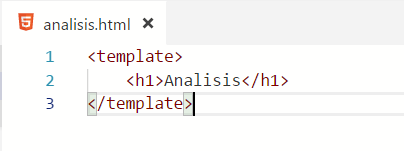 analisis.html
1 <template>
2 <h1>Analisis</h1>
3 </template>